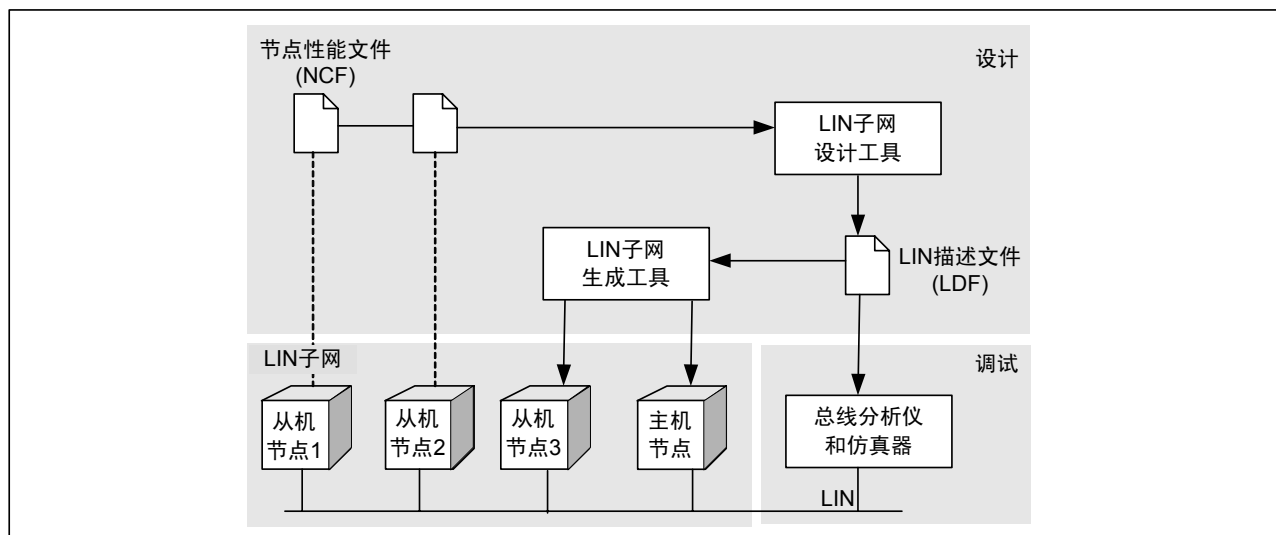 节点性能文件
(NCF)
设计
LIN子网
设计工具
LIN子网
生成工具
LIN描述文件
(LDF)
LIN子网
调试
从机
节点1
从机
节点2
从机
节点3
主机
节点
总线分析仪
和仿真器
LIN